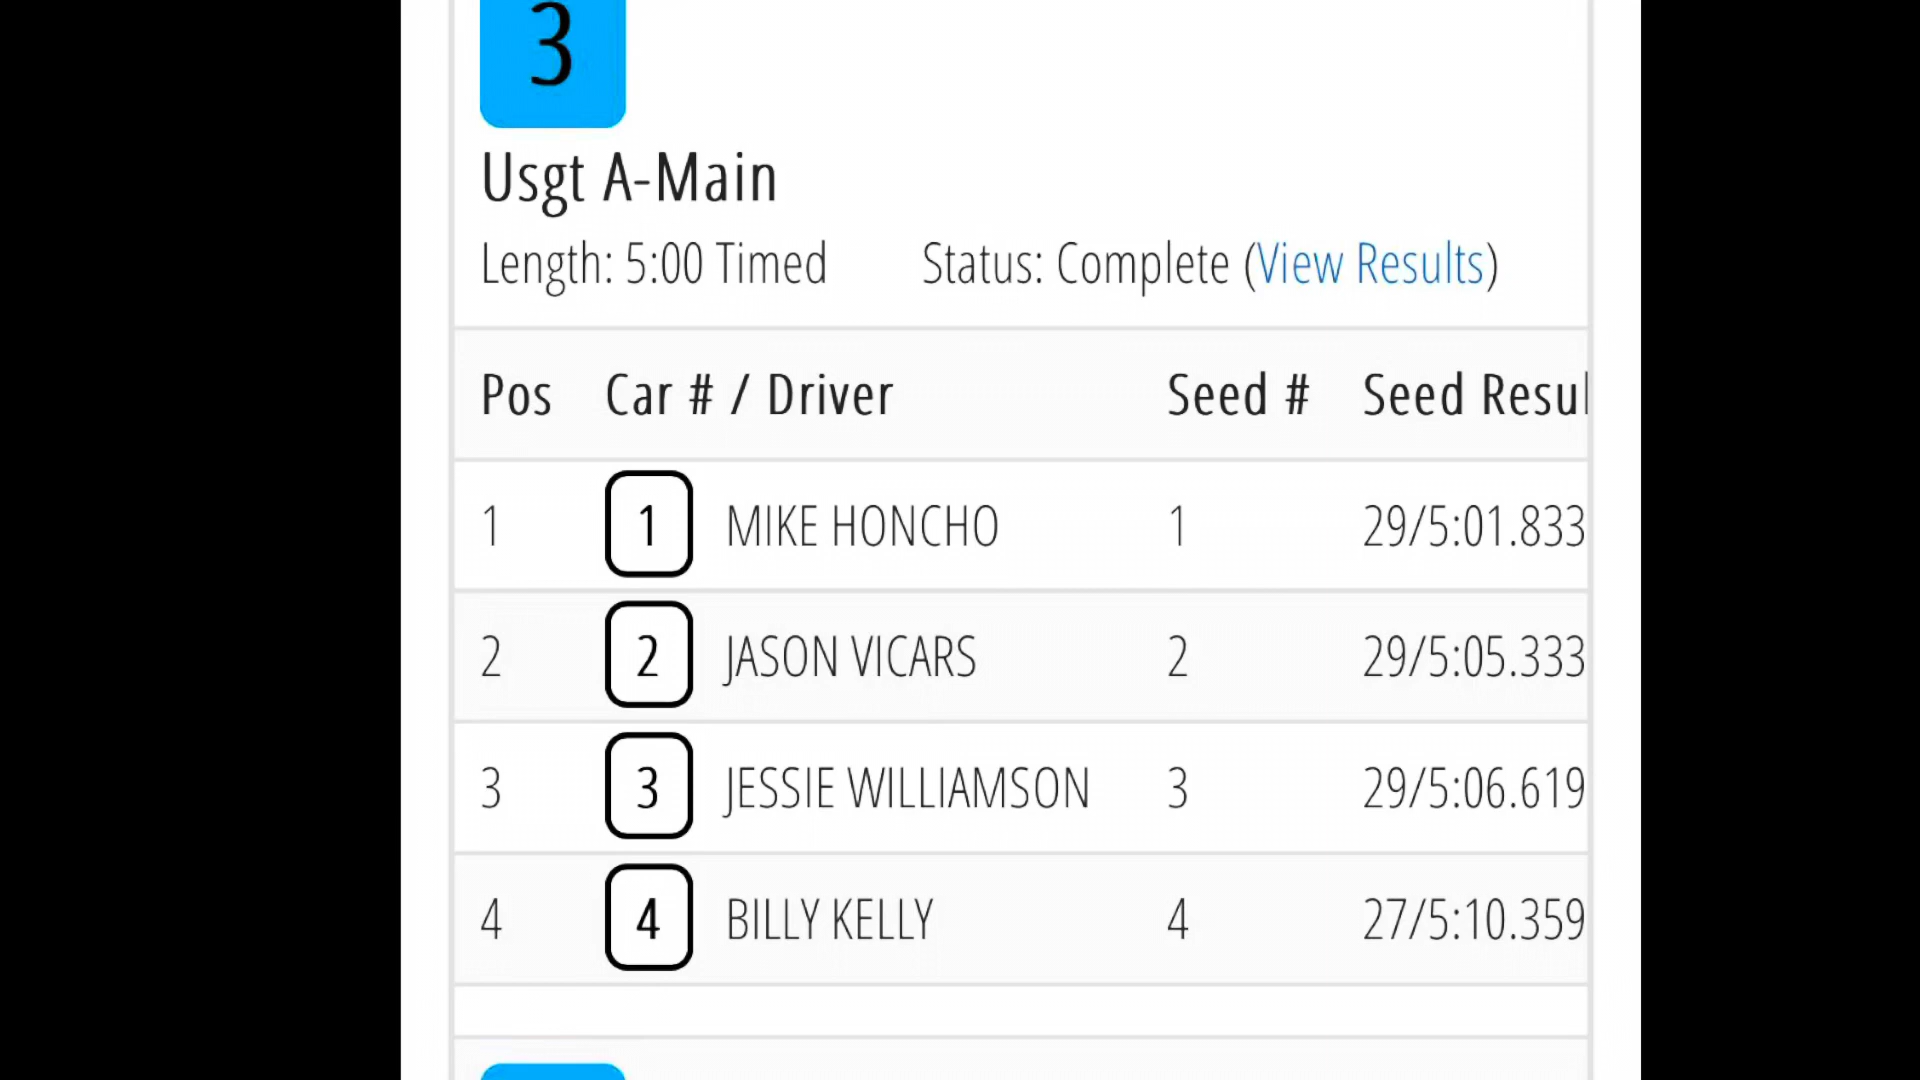 3
Usgt A-Main
Length: 5:00 Timed Status: Complete (View Results)
Pos Car # / Driver Seed # Seed Resul
1 1 MIKE HONCHO 1 29/5:01.833
2 2 JASON VICARS 2 29/5:05.333
3 3 JESSIE WILLIAMSON 3 29/5:06.619
4 4 BILLY KELLY 4 27/5:10.359